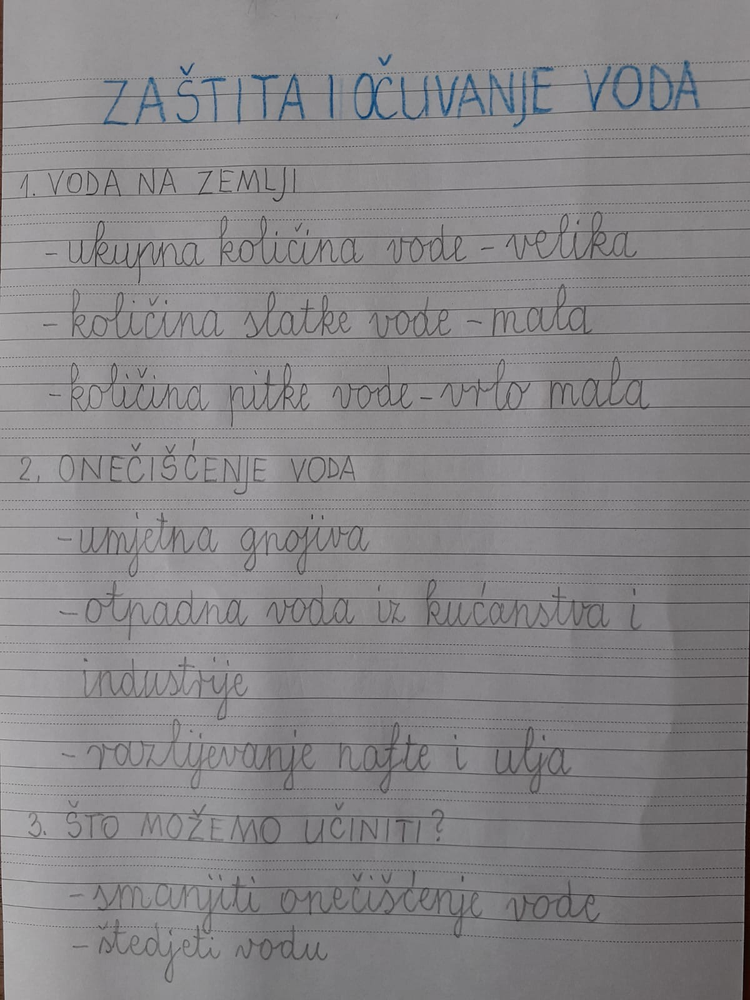 ZAŠTITA I OČUVANJE VODA
1. VODA NA ZEMLJI
- ukupna količina vode - velika
- količina slatke vode - mala
- količina pitke vode - vrlo mala
2. ONEČIŠĆENJE VODA
- umjetna gnojiva
- otpadna voda iz kućanstva i
industrije
- razlijevanje nafte i ulja
3. ŠTO MOŽEMO UČINITI?
- smanjiti onečišćenje vode
- štedjeti vodu